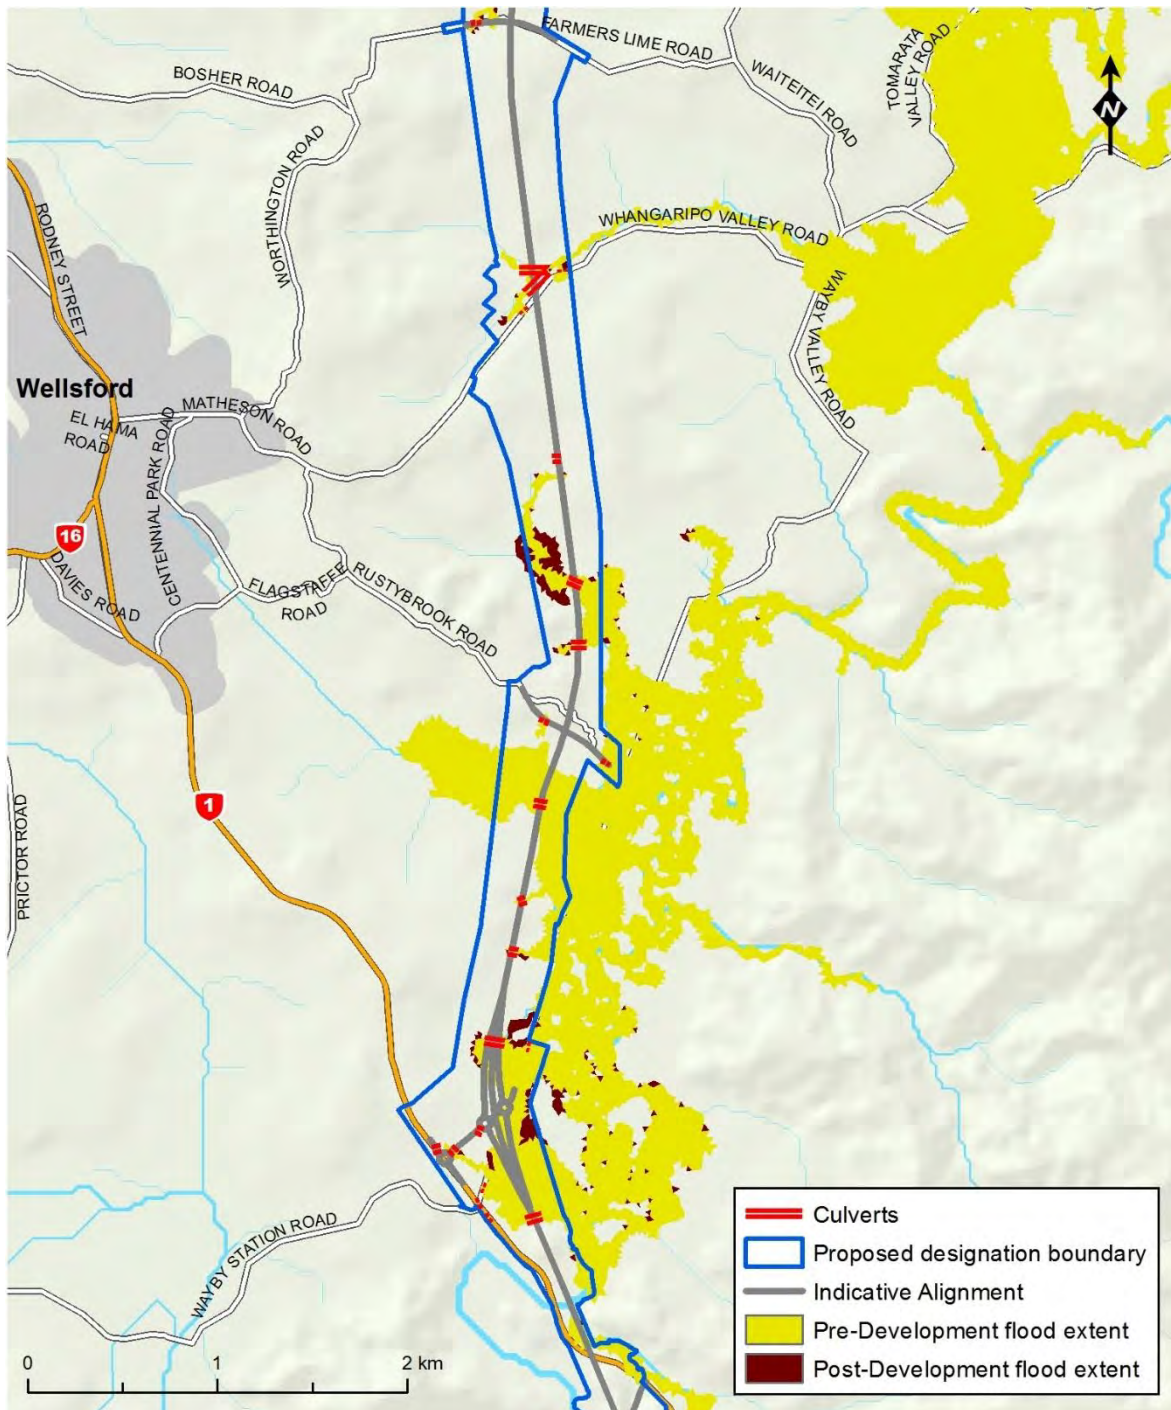 FARMERS LIME ROAD
BOSHER ROAD
WAITEITEI ROAD
TOMARATA
VALLEY ROAD
N
WORTHINGTON ROAD
RODNEY STREET
WHANGARIPO VALLEY ROAD
WAYBY VALLEY ROAD
Wellsford
EL HAMA
ROAD
MATHESON ROAD
CENTENNIAL PARK ROAD
16
DAVIES ROAD
FLAGSTAFFE
ROAD
RUSTYBROOK ROAD
1
PRICTOR ROAD
WAYBY STATION ROAD
Culverts
Proposed designation boundary
Indicative Alignment
Pre-Development flood extent
Post-Development flood extent
0 1 2 km